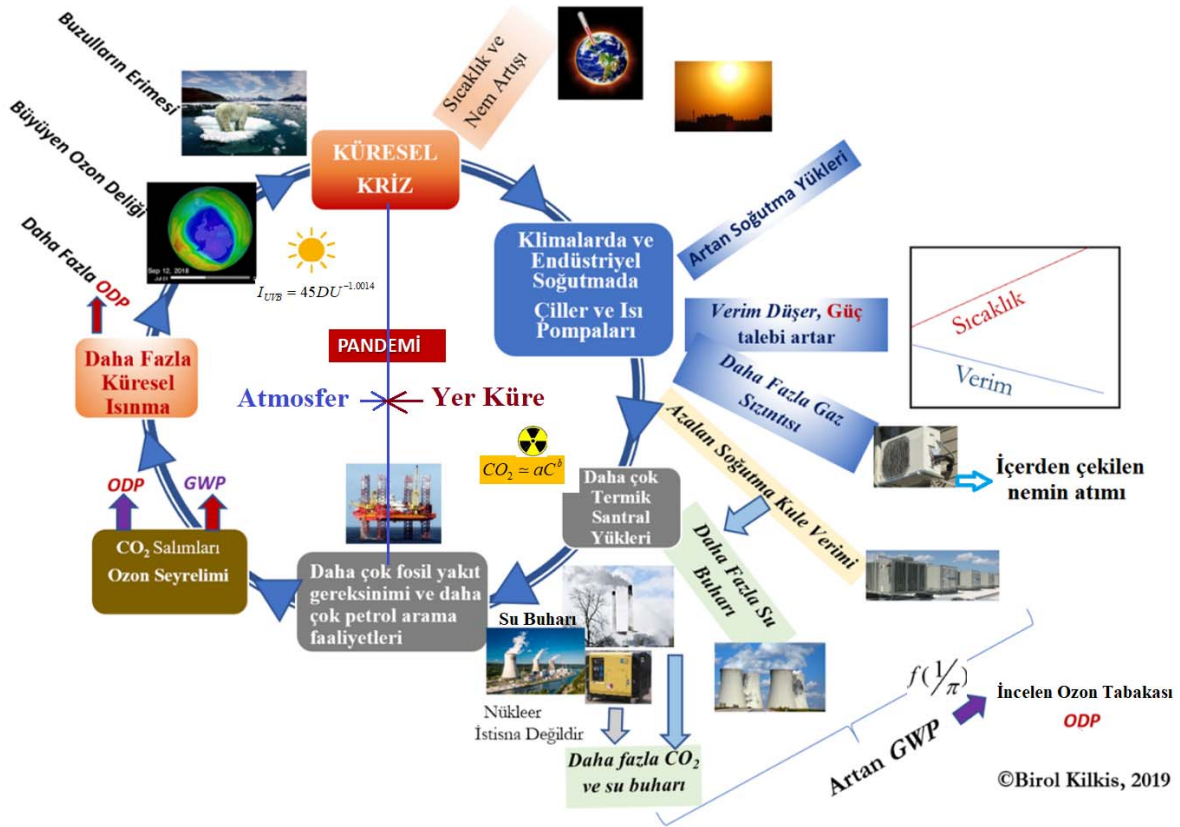 Buzulların Erimesi
Büyüyen Ozon Deliği
Daha Fazla ODP
Sıcaklık ve
Nem Artışı
KÜRESEL
KRİZ
Sep 12, 2018
I_UVB = 45DU^-1.0014
PANDEMİ
Atmosfer
Yer Küre
Klimalarda ve
Endüstriyel
Soğutmada
Çiller ve Isı
Pompaları
Artan Soğutma Yükleri
Verim Düşer, Güç
talebi artar
Daha Fazla Gaz
Sızıntısı
Sıcaklık
Verim
İçerden çekilen
nemin atımı
Azalan Soğutma Kule Verimi
Daha Fazla Su
Buharı
CO₂ ≃ aC^b
Daha çok
Termik
Santral
Yükleri
Daha çok fosil yakıt
gereksinimi ve daha
çok petrol arama
faaliyetleri
Su Buharı
Nükleer
İstisna Değildir
Daha fazla CO₂
ve su buharı
CO₂ Salımları
Ozon Seyrelimi
ODP
GWP
Daha Fazla
Küresel
Isınma
f(1/π)
Artan GWP
İncelen Ozon Tabakası
ODP
©Birol Kilkis, 2019